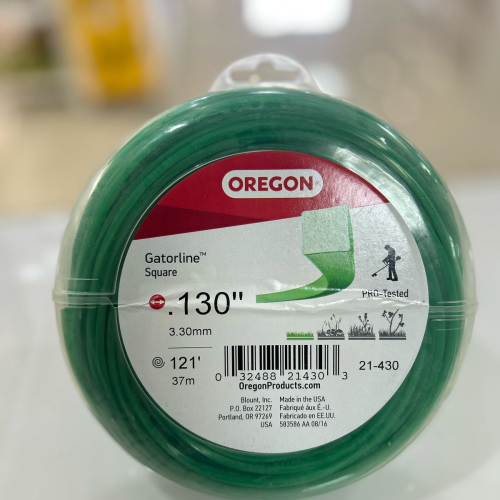 OREGON
Gatorline™
Square
.130"
3.30mm
PRO-Tested
121'
37m
0 32488 21430 3
21-430
OregonProducts.com
Blount, Inc.
P.O. Box 22127
Portland, OR 97269
USA
Made in the USA
Fabriqué aux É.-U.
Fabricado en EE.UU.
583586 AA 08/16